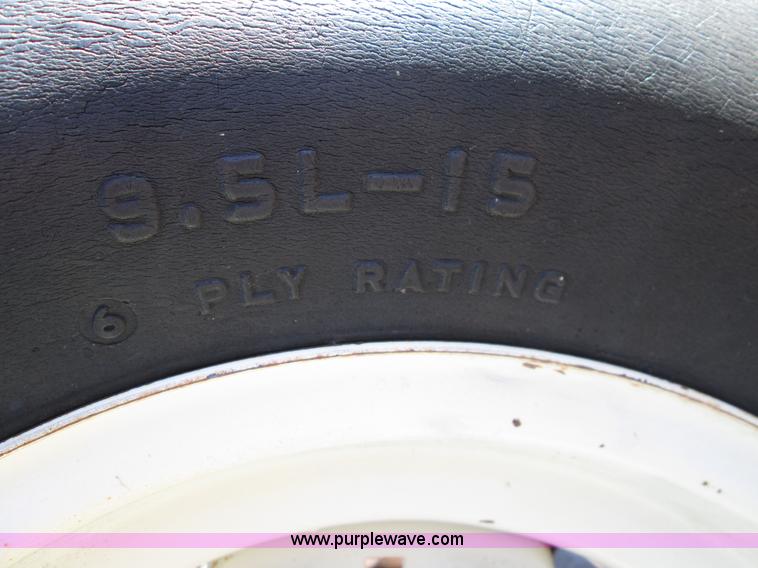 9.5L-15
6 PLY RATING
www.purplewave.com